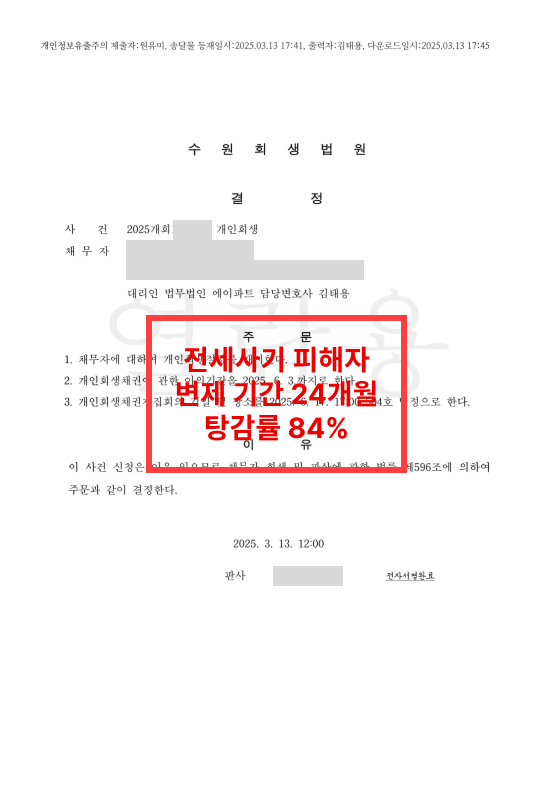 개인정보유출주의 제출자:원유미, 송달물 등재일시:2025.03.13 17:41, 출력자:김태용, 다운로드일시:2025.03.13 17:45
수 원 회 생 법 원
결 정
사 건 2025개회 개인회생
채 무 자
대리인 법무법인 에이파트 담당변호사 김태용
열람용
주 문
1. 채무자에 대하여 개인회생절차를 개시한다.
2. 개인회생채권에 관한 이의기간을 2025. 6. 3.까지로 한다.
3. 개인회생채권자집회의 기일 및 장소를 2025. 6. 17. 정으로 한다.
전세사기 피해자
변제 기간 24개월
탕감률 84%
이 유
이 사건 신청은 이유 있으므로 채무자 회생 및 파산에 관한 법률 제596조에 의하여
주문과 같이 결정한다.
2025. 3. 13. 12:00
판사
전자서명완료